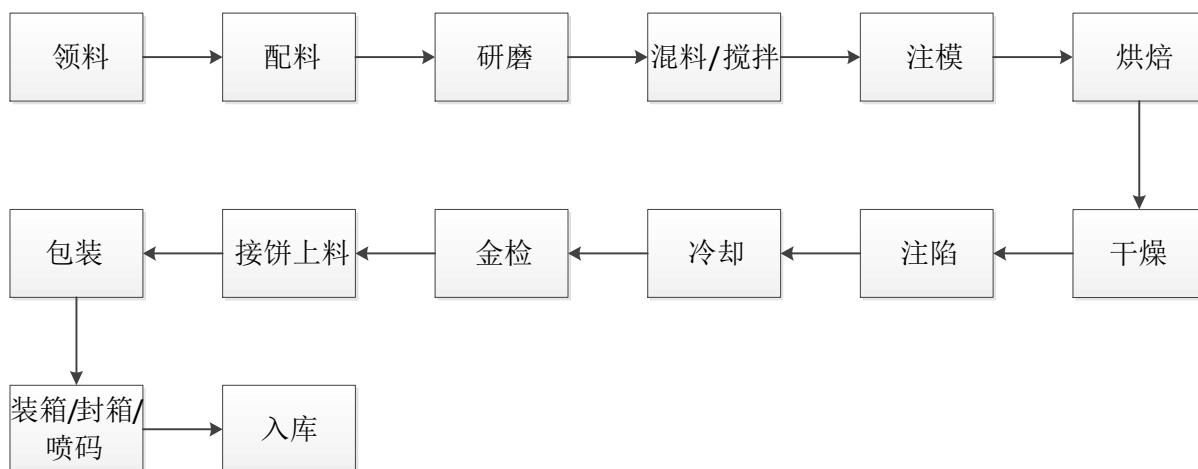 领料
配料
研磨
混料/搅拌
注模
烘焙
包装
接饼上料
金检
冷却
注陷
干燥
装箱/封箱/
喷码
入库